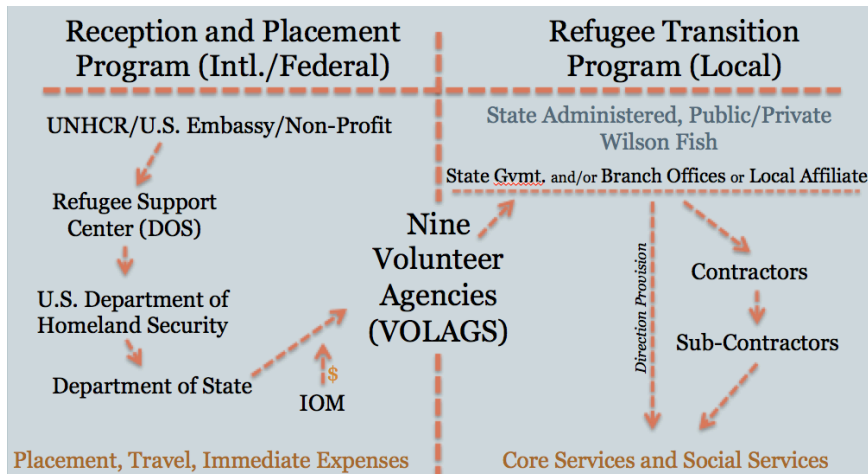 Reception and Placement
Program (Intl./Federal)
UNHCR/U.S. Embassy/Non-Profit
Refugee Support
Center (DOS)
U.S. Department of
Homeland Security
Department of State
$
IOM
Placement, Travel, Immediate Expenses
Nine
Volunteer
Agencies
(VOLAGS)
Refugee Transition
Program (Local)
State Administered, Public/Private
Wilson Fish
State Gvmt. and/or Branch Offices or Local Affiliate
Direction Provision
Contractors
Sub-Contractors
Core Services and Social Services